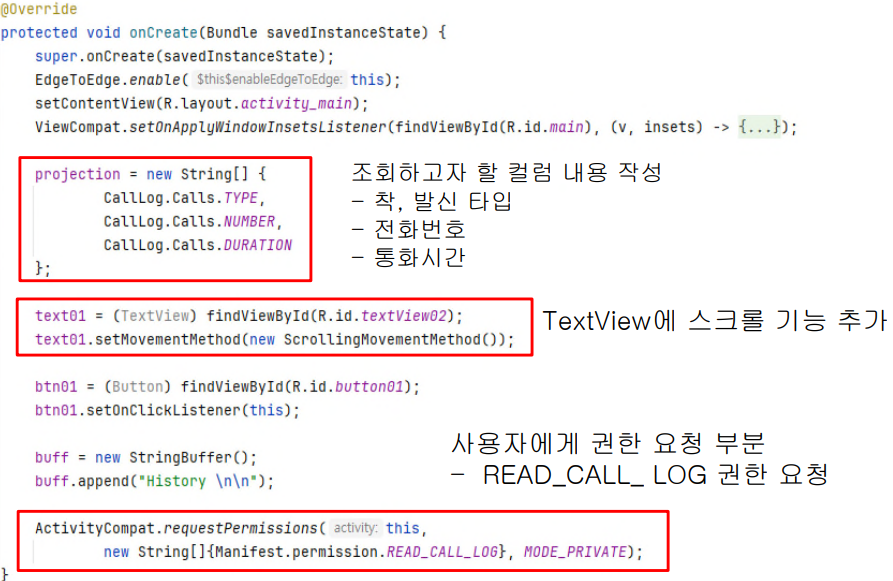 @Override
protected void onCreate(Bundle savedInstanceState) {
super.onCreate(savedInstanceState);
EdgeToEdge.enable( $this$enableEdgeToEdge: this);
setContentView(R.layout.activity_main);
ViewCompat.setOnApplyWindowInsetsListener(findViewById(R.id.main), (v, insets) -> {...});
projection = new String[] {
CallLog.Calls.TYPE,
CallLog.Calls.NUMBER,
CallLog.Calls.DURATION
};
조회하고자 할 컬럼 내용 작성
- 착, 발신 타입
- 전화번호
- 통화시간
text01 = (TextView) findViewById(R.id.textView02);
text01.setMovementMethod(new ScrollingMovementMethod());
TextView에 스크롤 기능 추가
btn01 = (Button) findViewById(R.id.button01);
btn01.setOnClickListener(this);
buff = new StringBuffer();
buff.append("History \n\n");
사용자에게 권한 요청 부분
- READ_CALL_ LOG 권한 요청
ActivityCompat.requestPermissions( activity: this,
new String[]{Manifest.permission.READ_CALL_LOG}, MODE_PRIVATE);
}